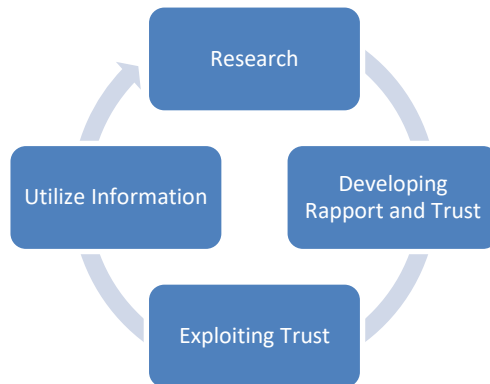 Research
Developing
Rapport and Trust
Exploiting Trust
Utilize Information